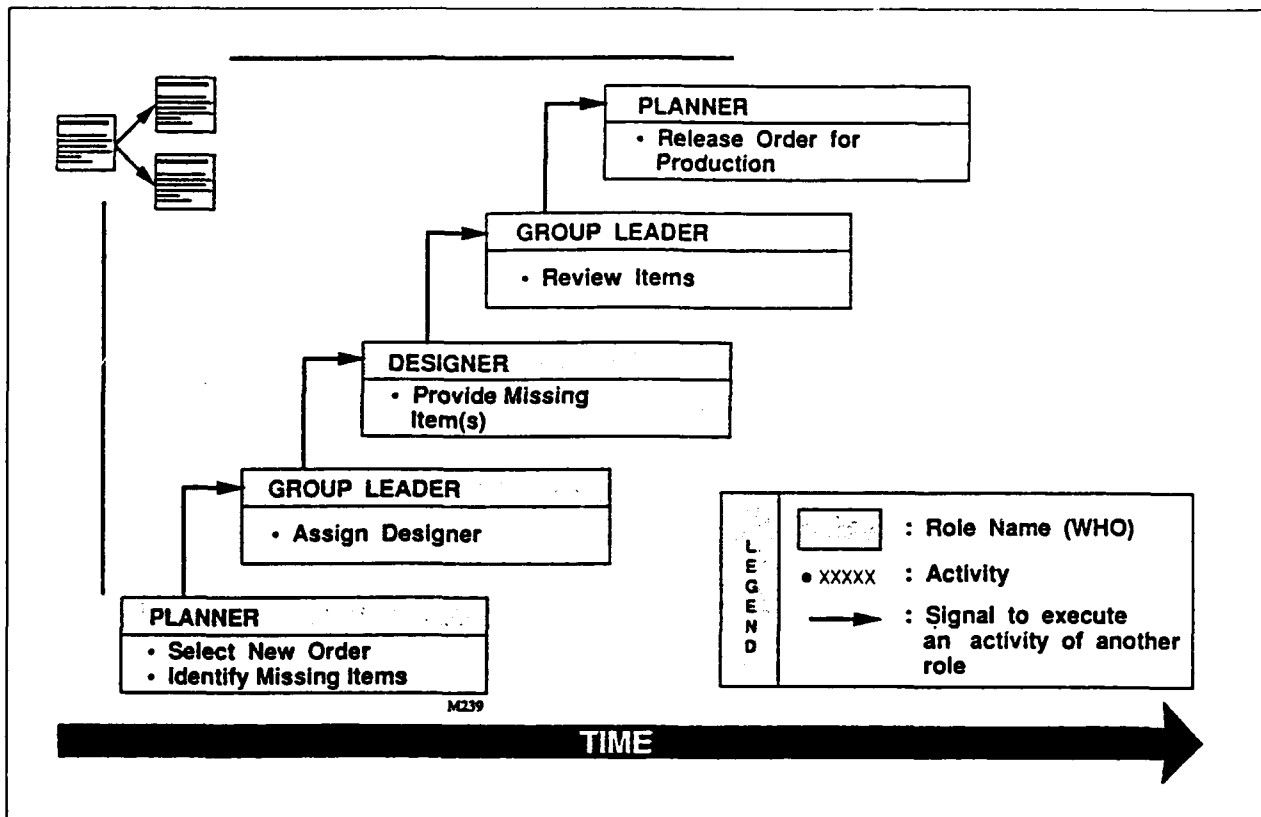 PLANNER
• Release Order for
Production
GROUP LEADER
• Review Items
DESIGNER
• Provide Missing
Item(s)
GROUP LEADER
• Assign Designer
PLANNER
• Select New Order
• Identify Missing Items
M239
LEGEND
: Role Name (WHO)
• XXXXX : Activity
: Signal to execute
an activity of another
role
TIME